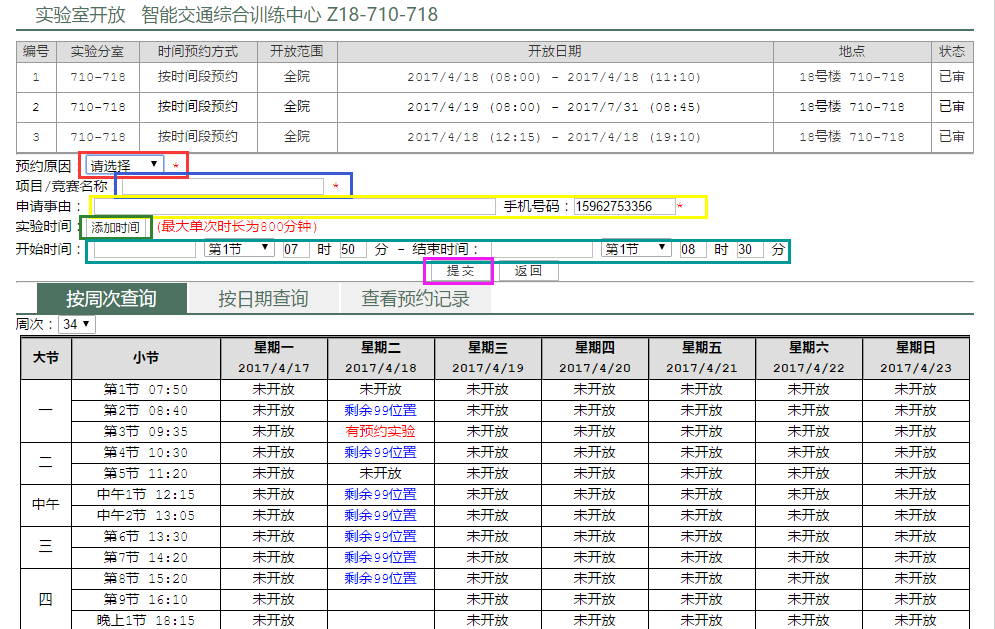 实验室开放 智能交通综合训练中心 Z18-710-718
编号 实验分室 时间预约方式 开放范围 开放日期 地点 状态
1 710-718 按时间段预约 全院 2017/4/18 (08:00) - 2017/4/18 (11:10) 18号楼 710-718 已审
2 710-718 按时间段预约 全院 2017/4/19 (08:00) - 2017/7/31 (08:45) 18号楼 710-718 已审
3 710-718 按时间段预约 全院 2017/4/18 (12:15) - 2017/4/18 (19:10) 18号楼 710-718 已审
预约原因 请选择 *
项目/竞赛名称 *
申请事由： 手机号码：15962753356 *
实验时间：添加时间 (最大单次时长为800分钟)
开始时间： 第1节 07 时 50 分 - 结束时间： 第1节 08 时 30 分
提交 返回
按周次查询 按日期查询 查看预约记录
周次：34
大节 小节 星期一 2017/4/17 星期二 2017/4/18 星期三 2017/4/19 星期四 2017/4/20 星期五 2017/4/21 星期六 2017/4/22 星期日 2017/4/23
一 第1节 07:50 未开放 未开放 未开放 未开放 未开放 未开放 未开放
第2节 08:40 未开放 剩余99位置 未开放 未开放 未开放 未开放 未开放
第3节 09:35 未开放 有预约实验 未开放 未开放 未开放 未开放 未开放
二 第4节 10:30 未开放 剩余99位置 未开放 未开放 未开放 未开放 未开放
第5节 11:20 未开放 未开放 未开放 未开放 未开放 未开放 未开放
中午 中午1节 12:15 未开放 剩余99位置 未开放 未开放 未开放 未开放 未开放
中午2节 13:05 未开放 剩余99位置 未开放 未开放 未开放 未开放 未开放
三 第6节 13:30 未开放 剩余99位置 未开放 未开放 未开放 未开放 未开放
第7节 14:20 未开放 剩余99位置 未开放 未开放 未开放 未开放 未开放
四 第8节 15:20 未开放 剩余99位置 未开放 未开放 未开放 未开放 未开放
第9节 16:10 未开放 未开放 未开放 未开放 未开放 未开放
晚上1节 18:15 未开放 未开放 未开放 未开放 未开放 未开放